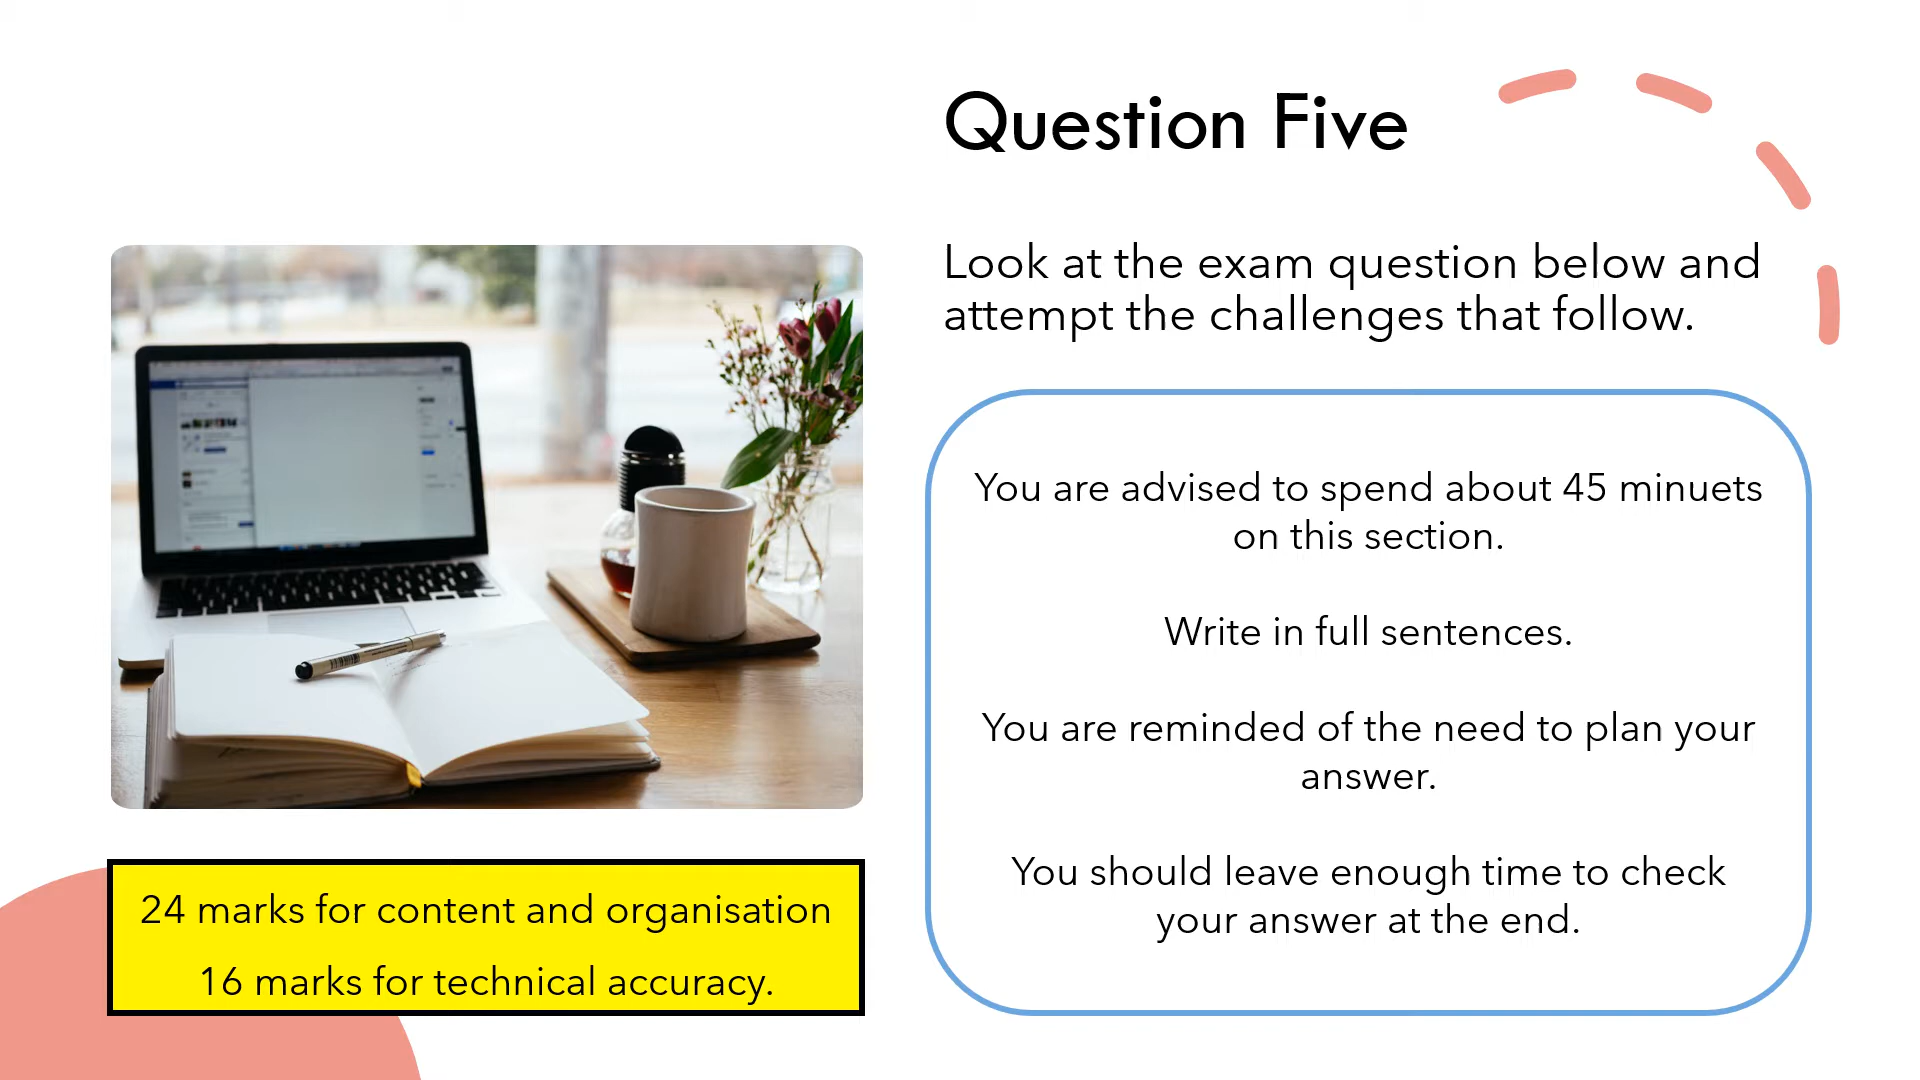 Question Five
Look at the exam question below and
attempt the challenges that follow.
You are advised to spend about 45 minuets
on this section.
Write in full sentences.
You are reminded of the need to plan your
answer.
You should leave enough time to check
your answer at the end.
24 marks for content and organisation
16 marks for technical accuracy.